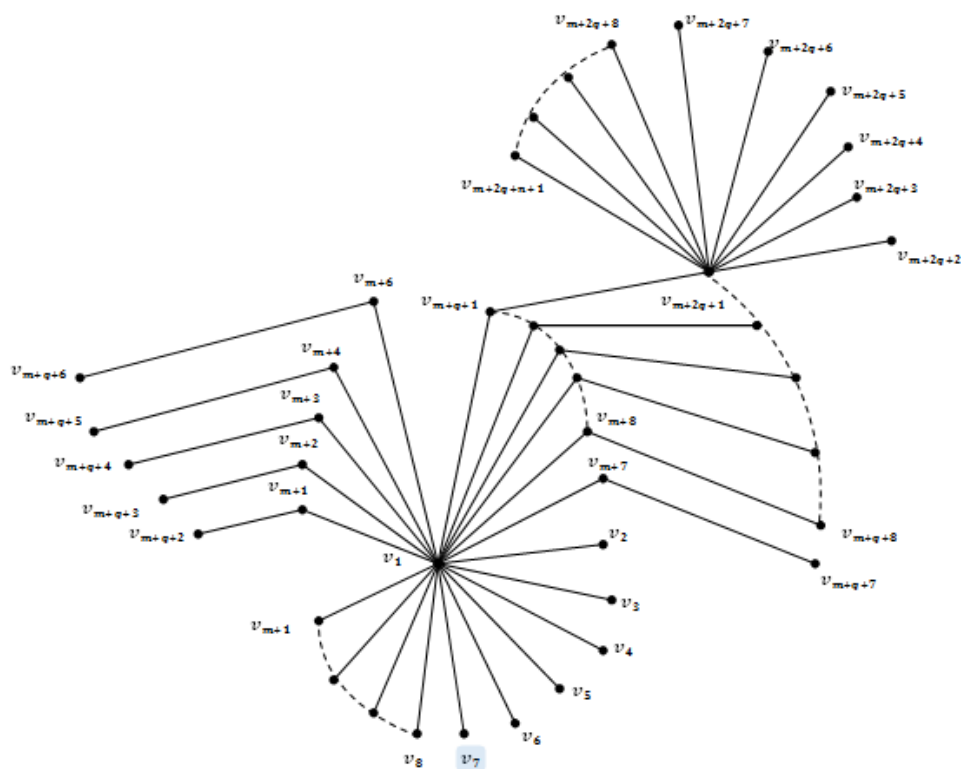 v_{m+2q+8}
v_{m+2q+7}
v_{m+2q+6}
v_{m+2q+5}
v_{m+2q+4}
v_{m+2q+n+1}
v_{m+2q+3}
v_{m+2q+2}
v_{m+6}
v_{m+q+1}
v_{m+2q+1}
v_{m+4}
v_{m+q+6}
v_{m+3}
v_{m+q+5}
v_{m+8}
v_{m+2}
v_{m+q+4}
v_{m+7}
v_{m+1}
v_{m+q+3}
v_{m+q+2}
v_2
v_{m+q+8}
v_1
v_{m+q+7}
v_3
v_{m+1}
v_4
v_5
v_6
v_8
v_7